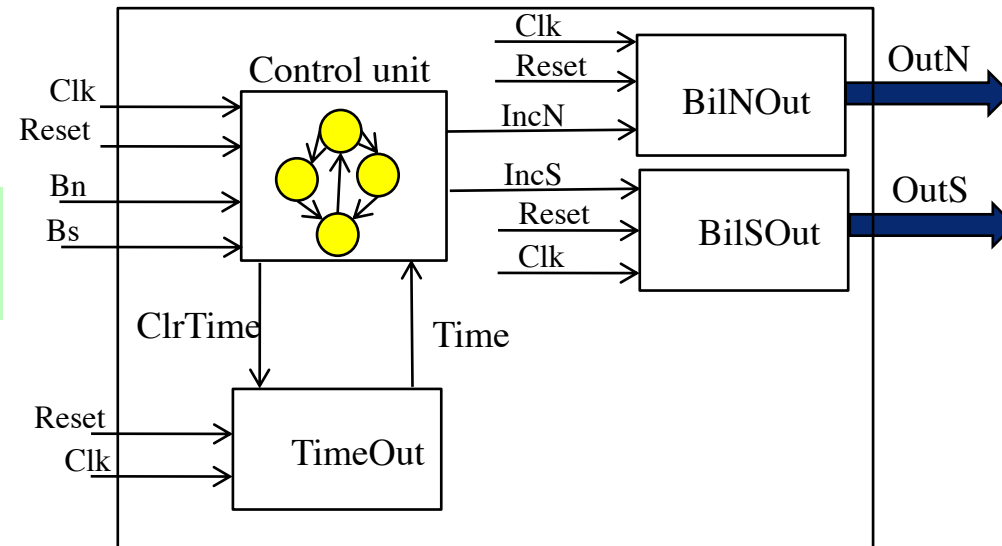 Clk
Reset
IncN
BilNOut
OutN
Control unit
Clk
Reset
Bn
Bs
IncS
Reset
Clk
BilSOut
OutS
ClrTime
Time
Reset
Clk
TimeOut